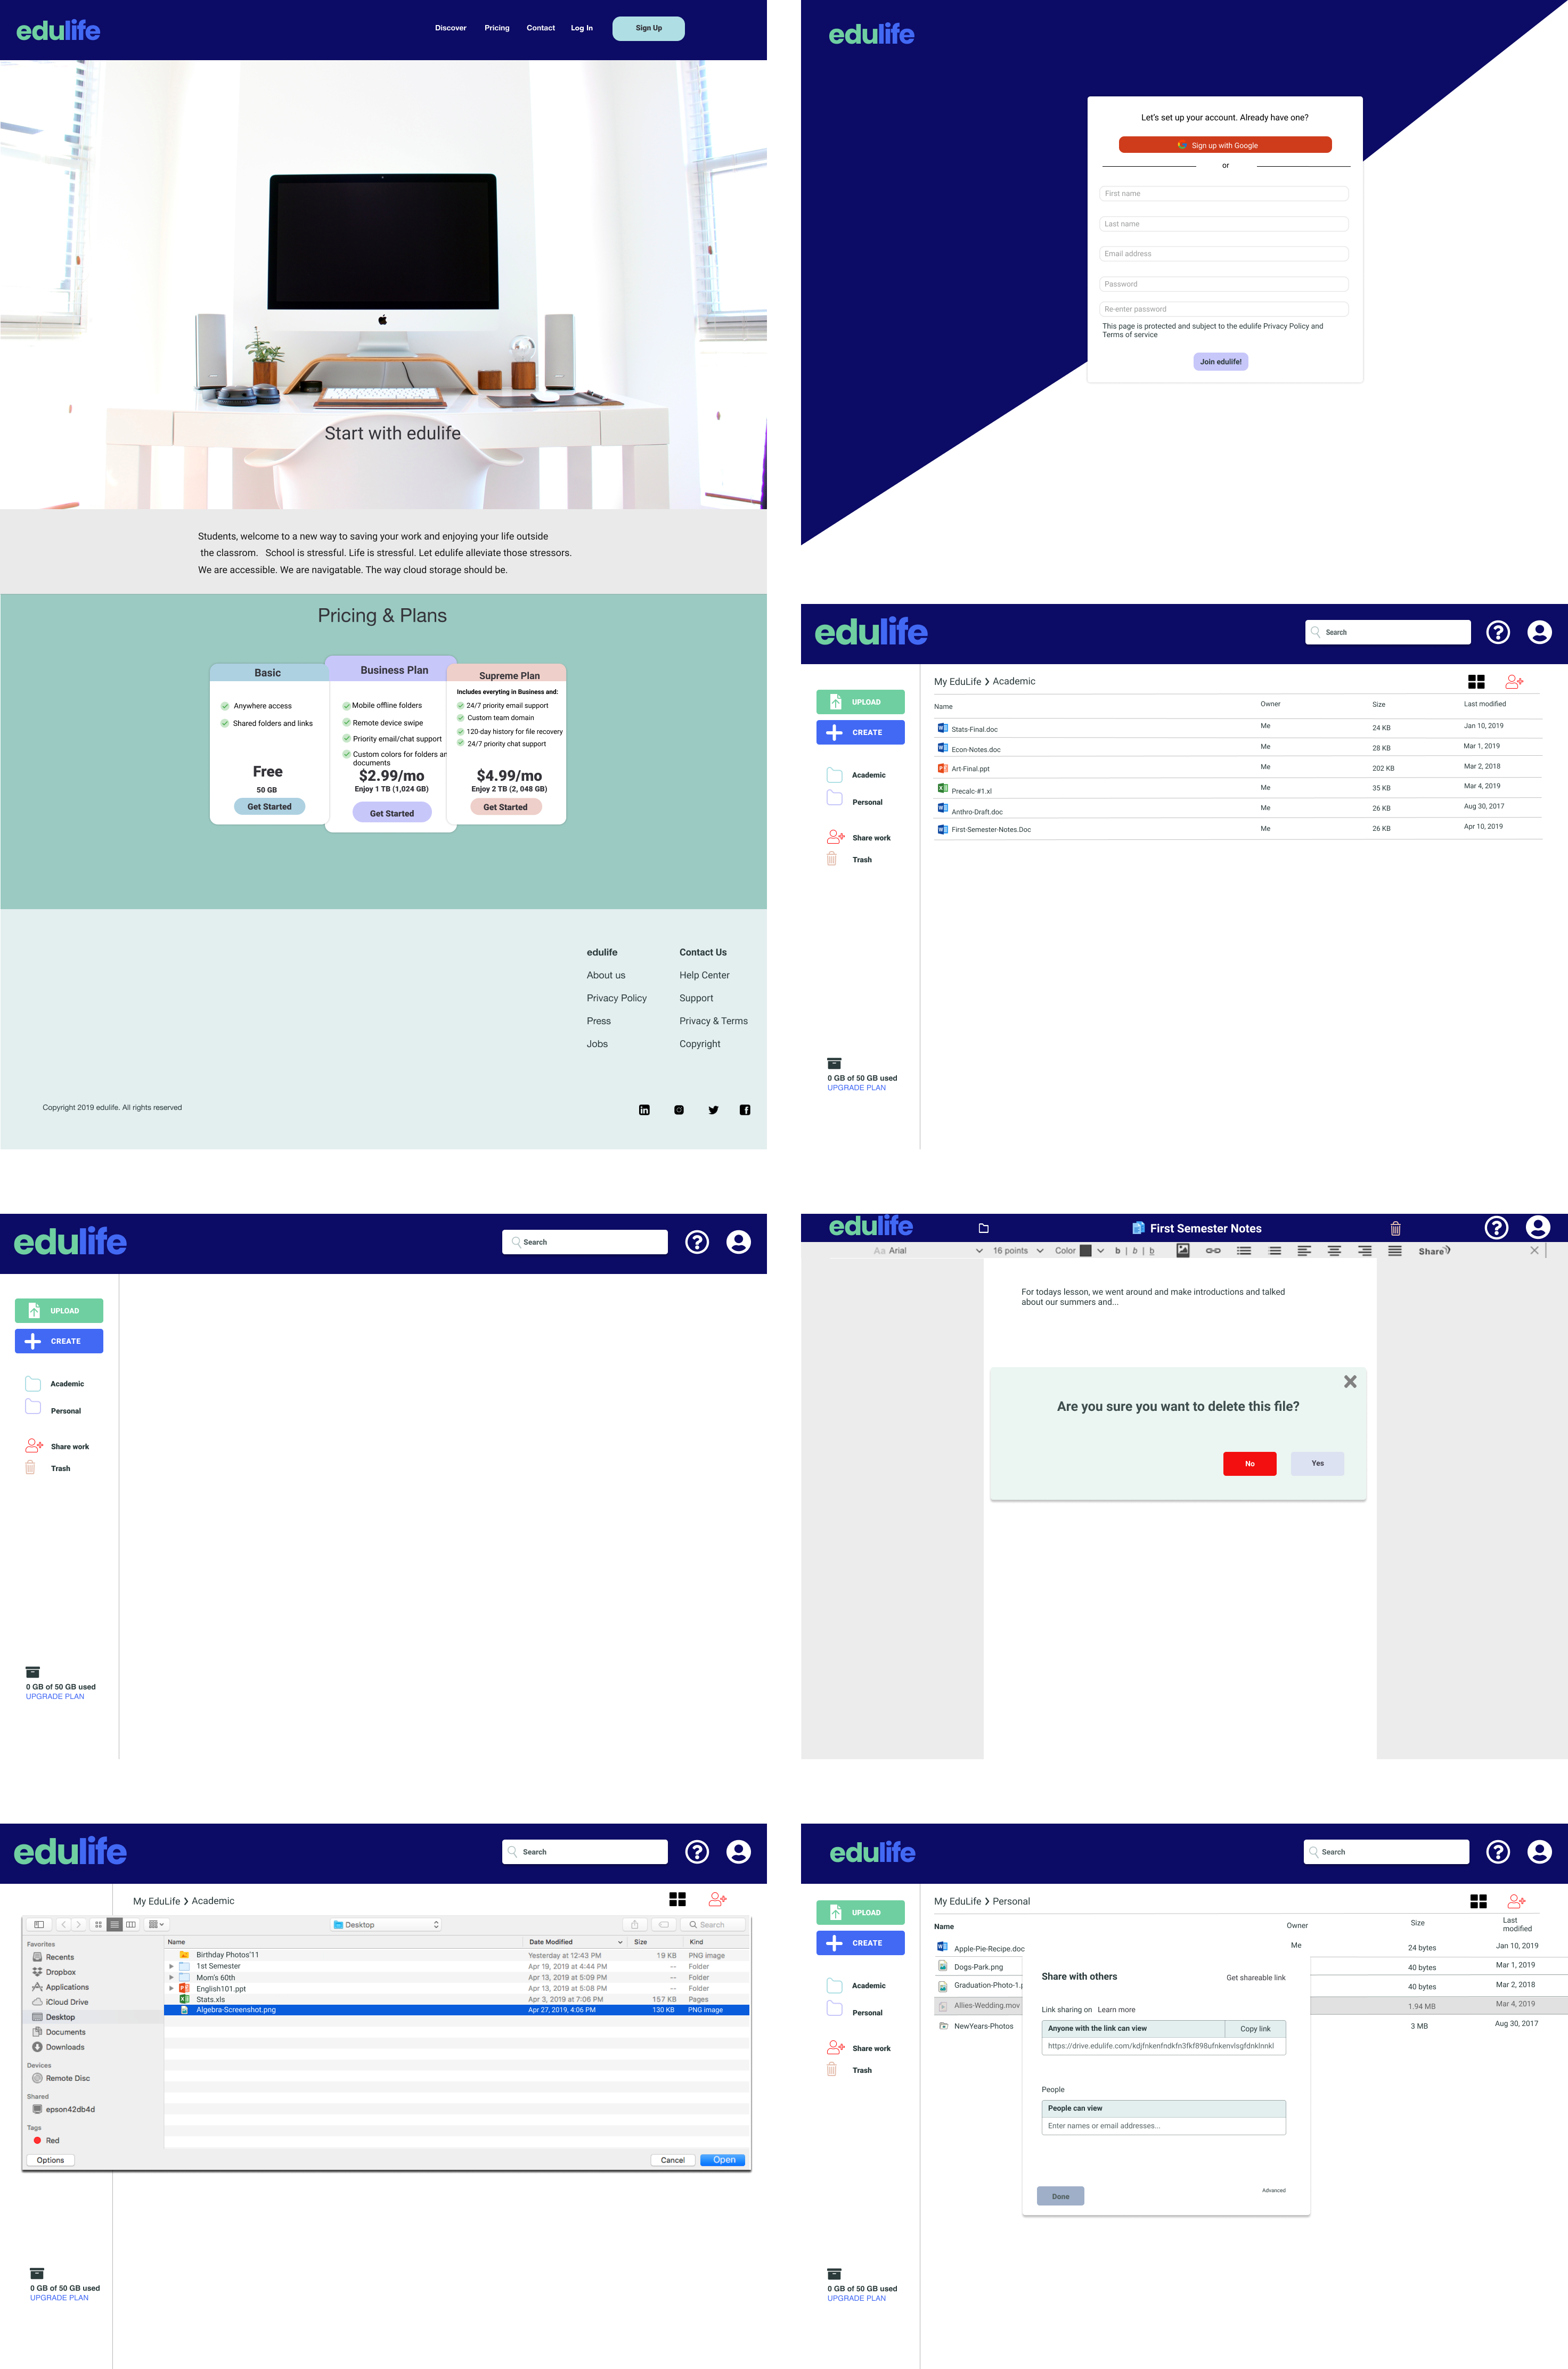 edulife
Discover Pricing Contact Log In Sign Up
Start with edulife
Students, welcome to a new way to saving your work and enjoying your life outside
the classrom. School is stressful. Life is stressful. Let edulife alleviate those stressors.
We are accessible. We are navigatable. The way cloud storage should be.
Pricing & Plans
Basic
Anywhere access
Shared folders and links
Free
50 GB
Get Started
Business Plan
Mobile offline folders
Remote device swipe
Priority email/chat support
Custom colors for folders an
documents
$2.99/mo
Enjoy 1 TB (1,024 GB)
Get Started
Supreme Plan
Includes everyting in Business and:
24/7 priority email support
Custom team domain
120-day history for file recovery
24/7 priority chat support
$4.99/mo
Enjoy 2 TB (2, 048 GB)
Get Started
edulife
About us
Privacy Policy
Press
Jobs
Contact Us
Help Center
Support
Privacy & Terms
Copyright
Copyright 2019 edulife. All rights reserved
edulife
Let's set up your account. Already have one?
Sign up with Google
or
First name
Last name
Email address
Password
Re-enter password
This page is protected and subject to the edulife Privacy Policy and
Terms of service
Join edulife!
edulife
Search
UPLOAD
CREATE
Academic
Personal
Share work
Trash
0 GB of 50 GB used
UPGRADE PLAN
My EduLife ❯ Academic
Name Owner Size Last modified
Stats-Final.doc Me 24 KB Jan 10, 2019
Econ-Notes.doc Me 28 KB Mar 1, 2019
Art-Final.ppt Me 202 KB Mar 2, 2018
Precalc-#1.xl Me 35 KB Mar 4, 2019
Anthro-Draft.doc Me 26 KB Aug 30, 2017
First-Semester-Notes.Doc Me 26 KB Apr 10, 2019
edulife
Search
UPLOAD
CREATE
Academic
Personal
Share work
Trash
0 GB of 50 GB used
UPGRADE PLAN
edulife
First Semester Notes
Aa Arial 16 points Color b | b | b Share
For todays lesson, we went around and make introductions and talked
about our summers and...
Are you sure you want to delete this file?
No Yes
edulife
Search
My EduLife ❯ Academic
Desktop
Search
Favorites
Recents
Dropbox
Applications
iCloud Drive
Desktop
Documents
Downloads
Devices
Remote Disc
Shared
epson42db4d
Tags
Red
Name Date Modified Size Kind
Birthday Photos'11 Yesterday at 12:43 PM 19 KB PNG image
1st Semester Apr 19, 2019 at 4:44 PM -- Folder
Mom's 60th Apr 13, 2019 at 5:09 PM -- Folder
English101.ppt Apr 13, 2019 at 5:08 PM -- Folder
Stats.xls Apr 3, 2019 at 7:06 PM 157 KB Pages
Algebra-Screenshot.png Apr 27, 2019, 4:06 PM 130 KB PNG image
Options Cancel Open
0 GB of 50 GB used
UPGRADE PLAN
edulife
Search
UPLOAD
CREATE
Academic
Personal
Share work
Trash
0 GB of 50 GB used
UPGRADE PLAN
My EduLife ❯ Personal
Name Owner Size Last
modified
Apple-Pie-Recipe.doc Me 24 bytes Jan 10, 2019
Dogs-Park.png 40 bytes Mar 1, 2019
Graduation-Photo-1.p 40 bytes Mar 2, 2018
Allies-Wedding.mov 1.94 MB Mar 4, 2019
NewYears-Photos 3 MB Aug 30, 2017
Share with others
Get shareable link
Link sharing on Learn more
Anyone with the link can view Copy link
https://drive.edulife.com/kdjfnkenfndkfn3fkf898ufnkenvlsgfdnklnnkl
People
People can view
Enter names or email addresses...
Done
Advanced